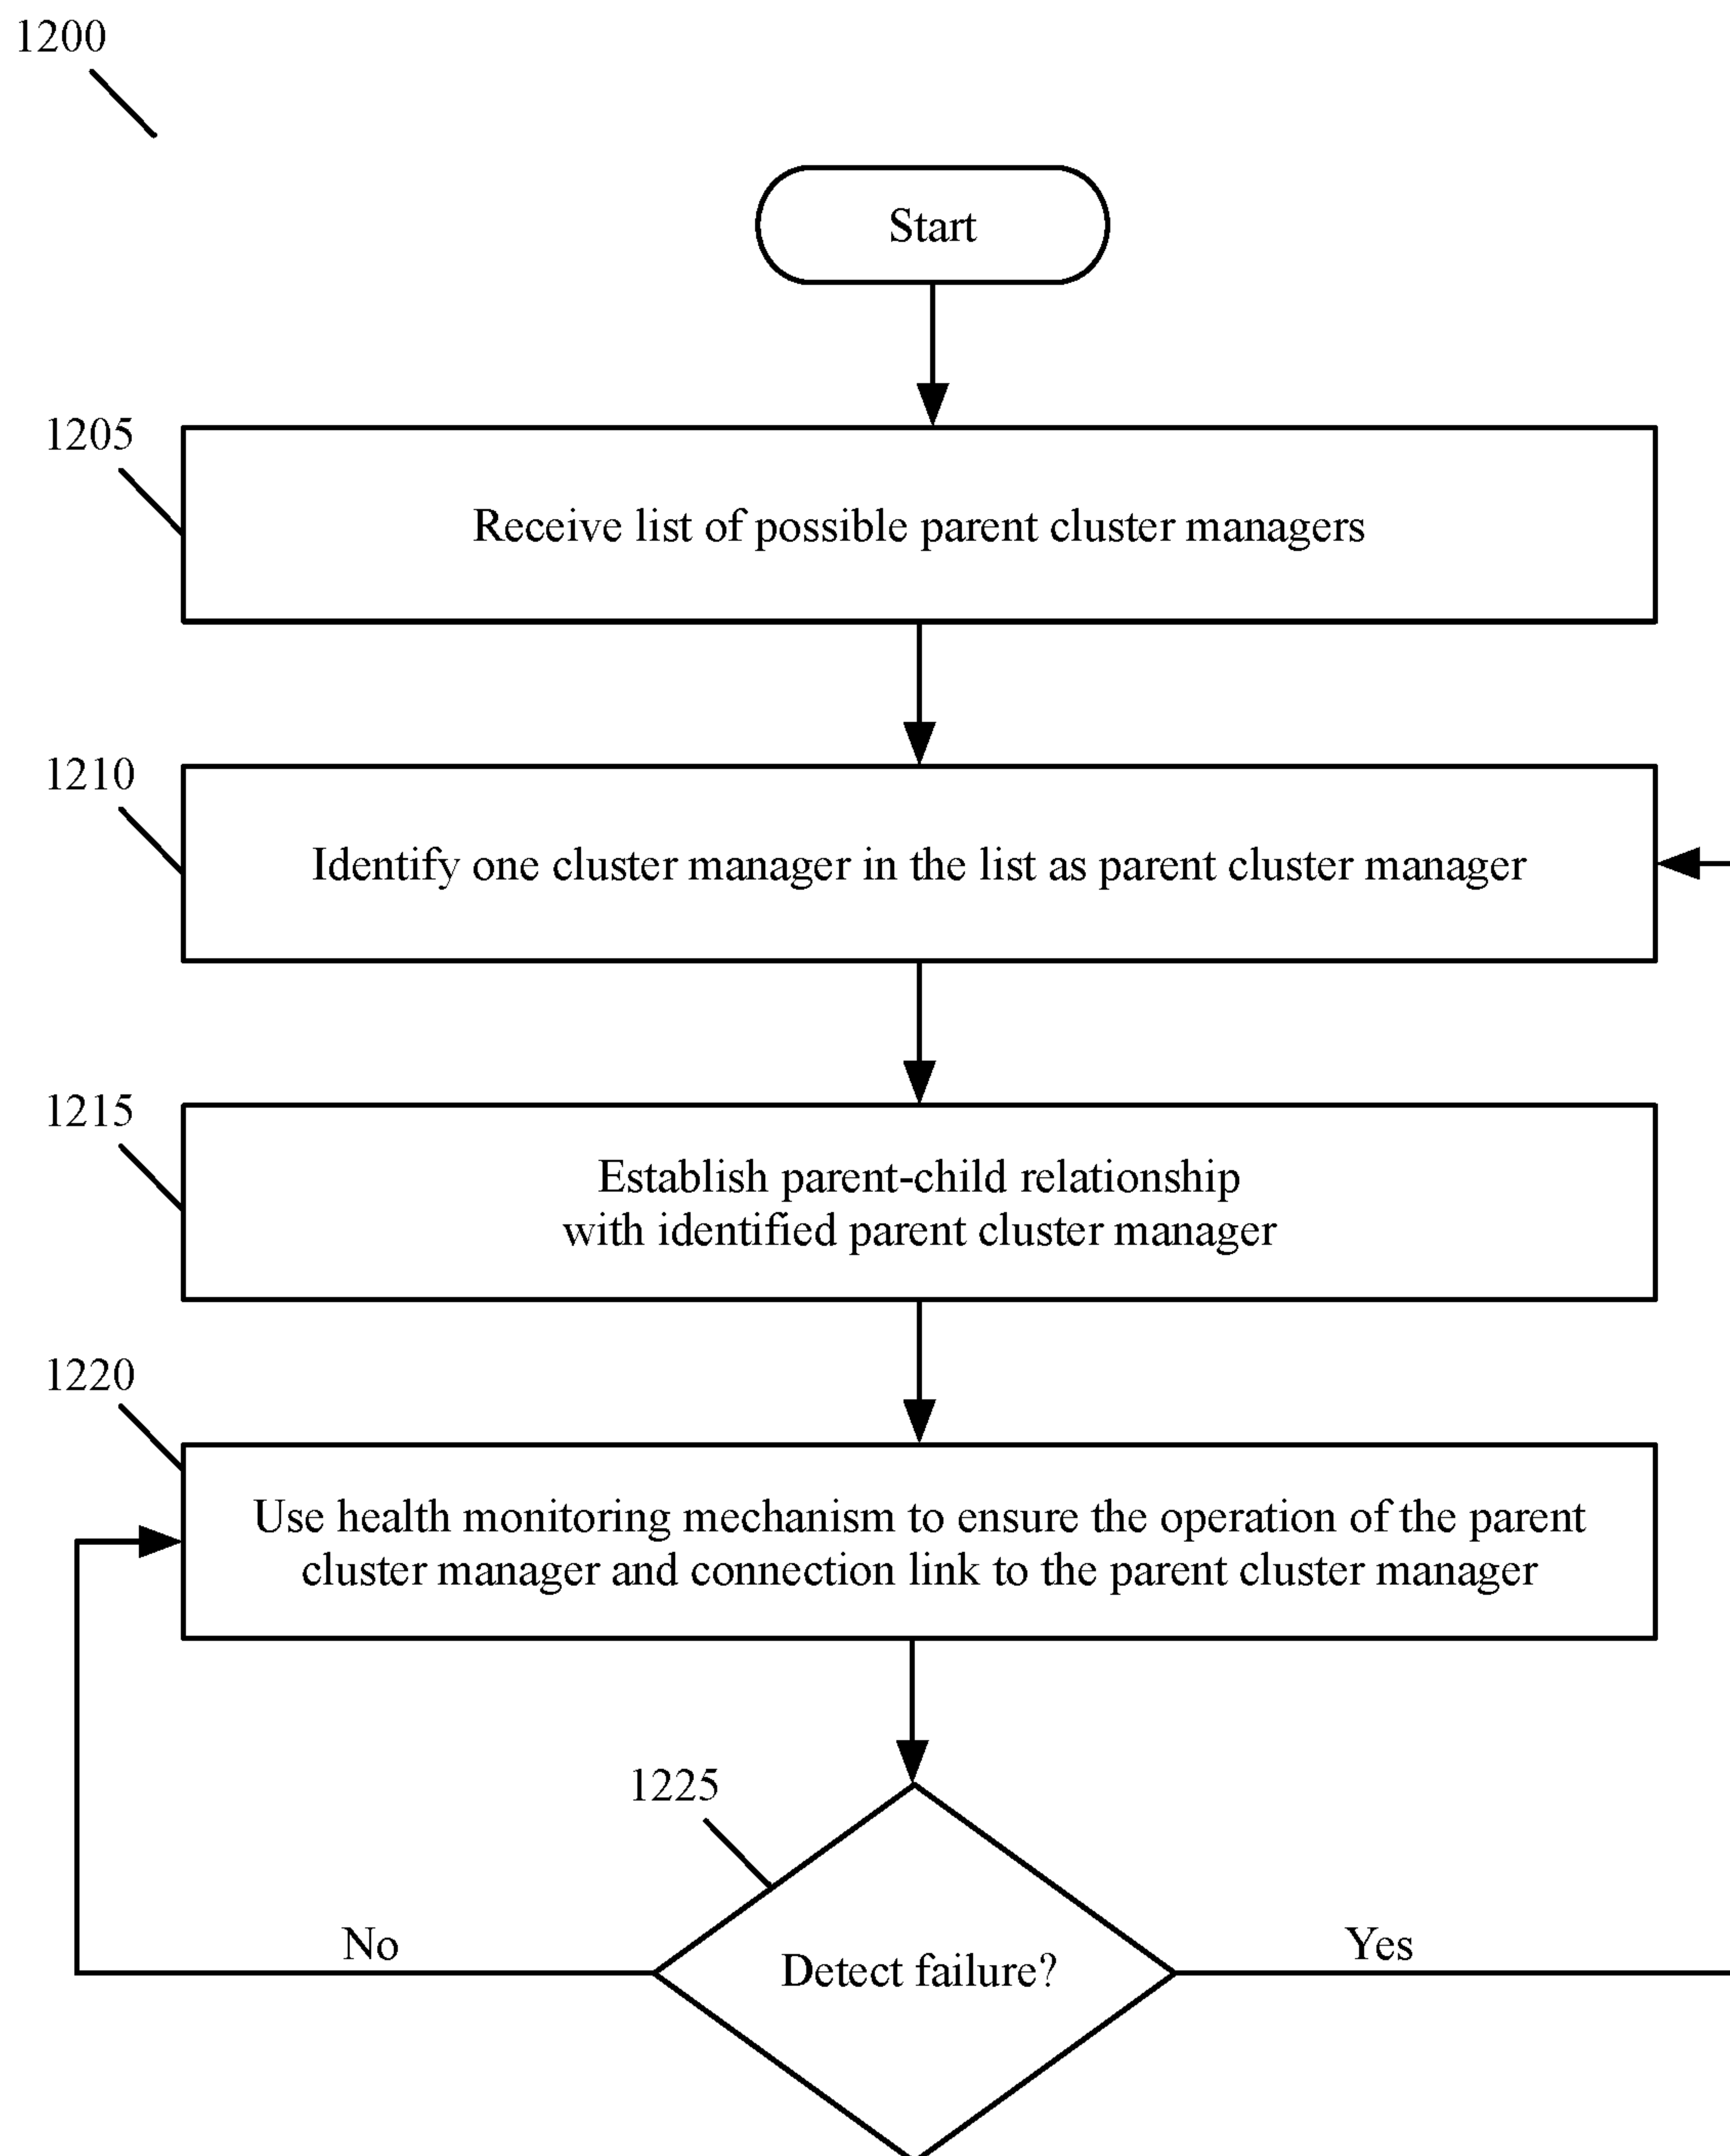 1200
Start
1205
Receive list of possible parent cluster managers
1210
Identify one cluster manager in the list as parent cluster manager
1215
Establish parent-child relationship
with identified parent cluster manager
1220
Use health monitoring mechanism to ensure the operation of the parent
cluster manager and connection link to the parent cluster manager
1225
No
Detect failure?
Yes